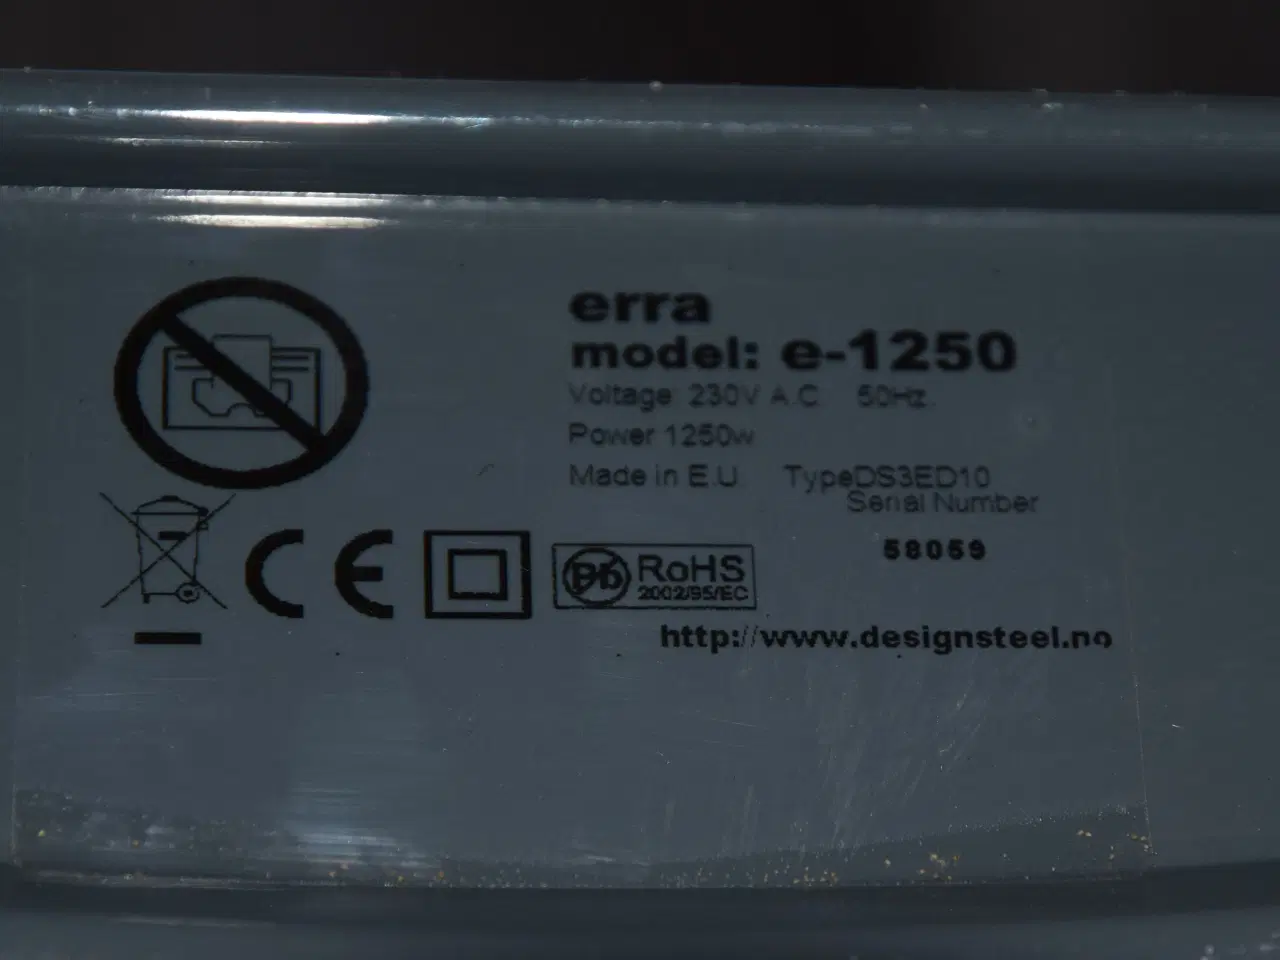 erra
model: e-1250
Voltage: 230V A.C. 50Hz.
Power 1250w
Made in E.U. TypeDS3ED10
Serial Number
58059
CE
Pb RoHS
2002/95/EC
http://www.designsteel.no